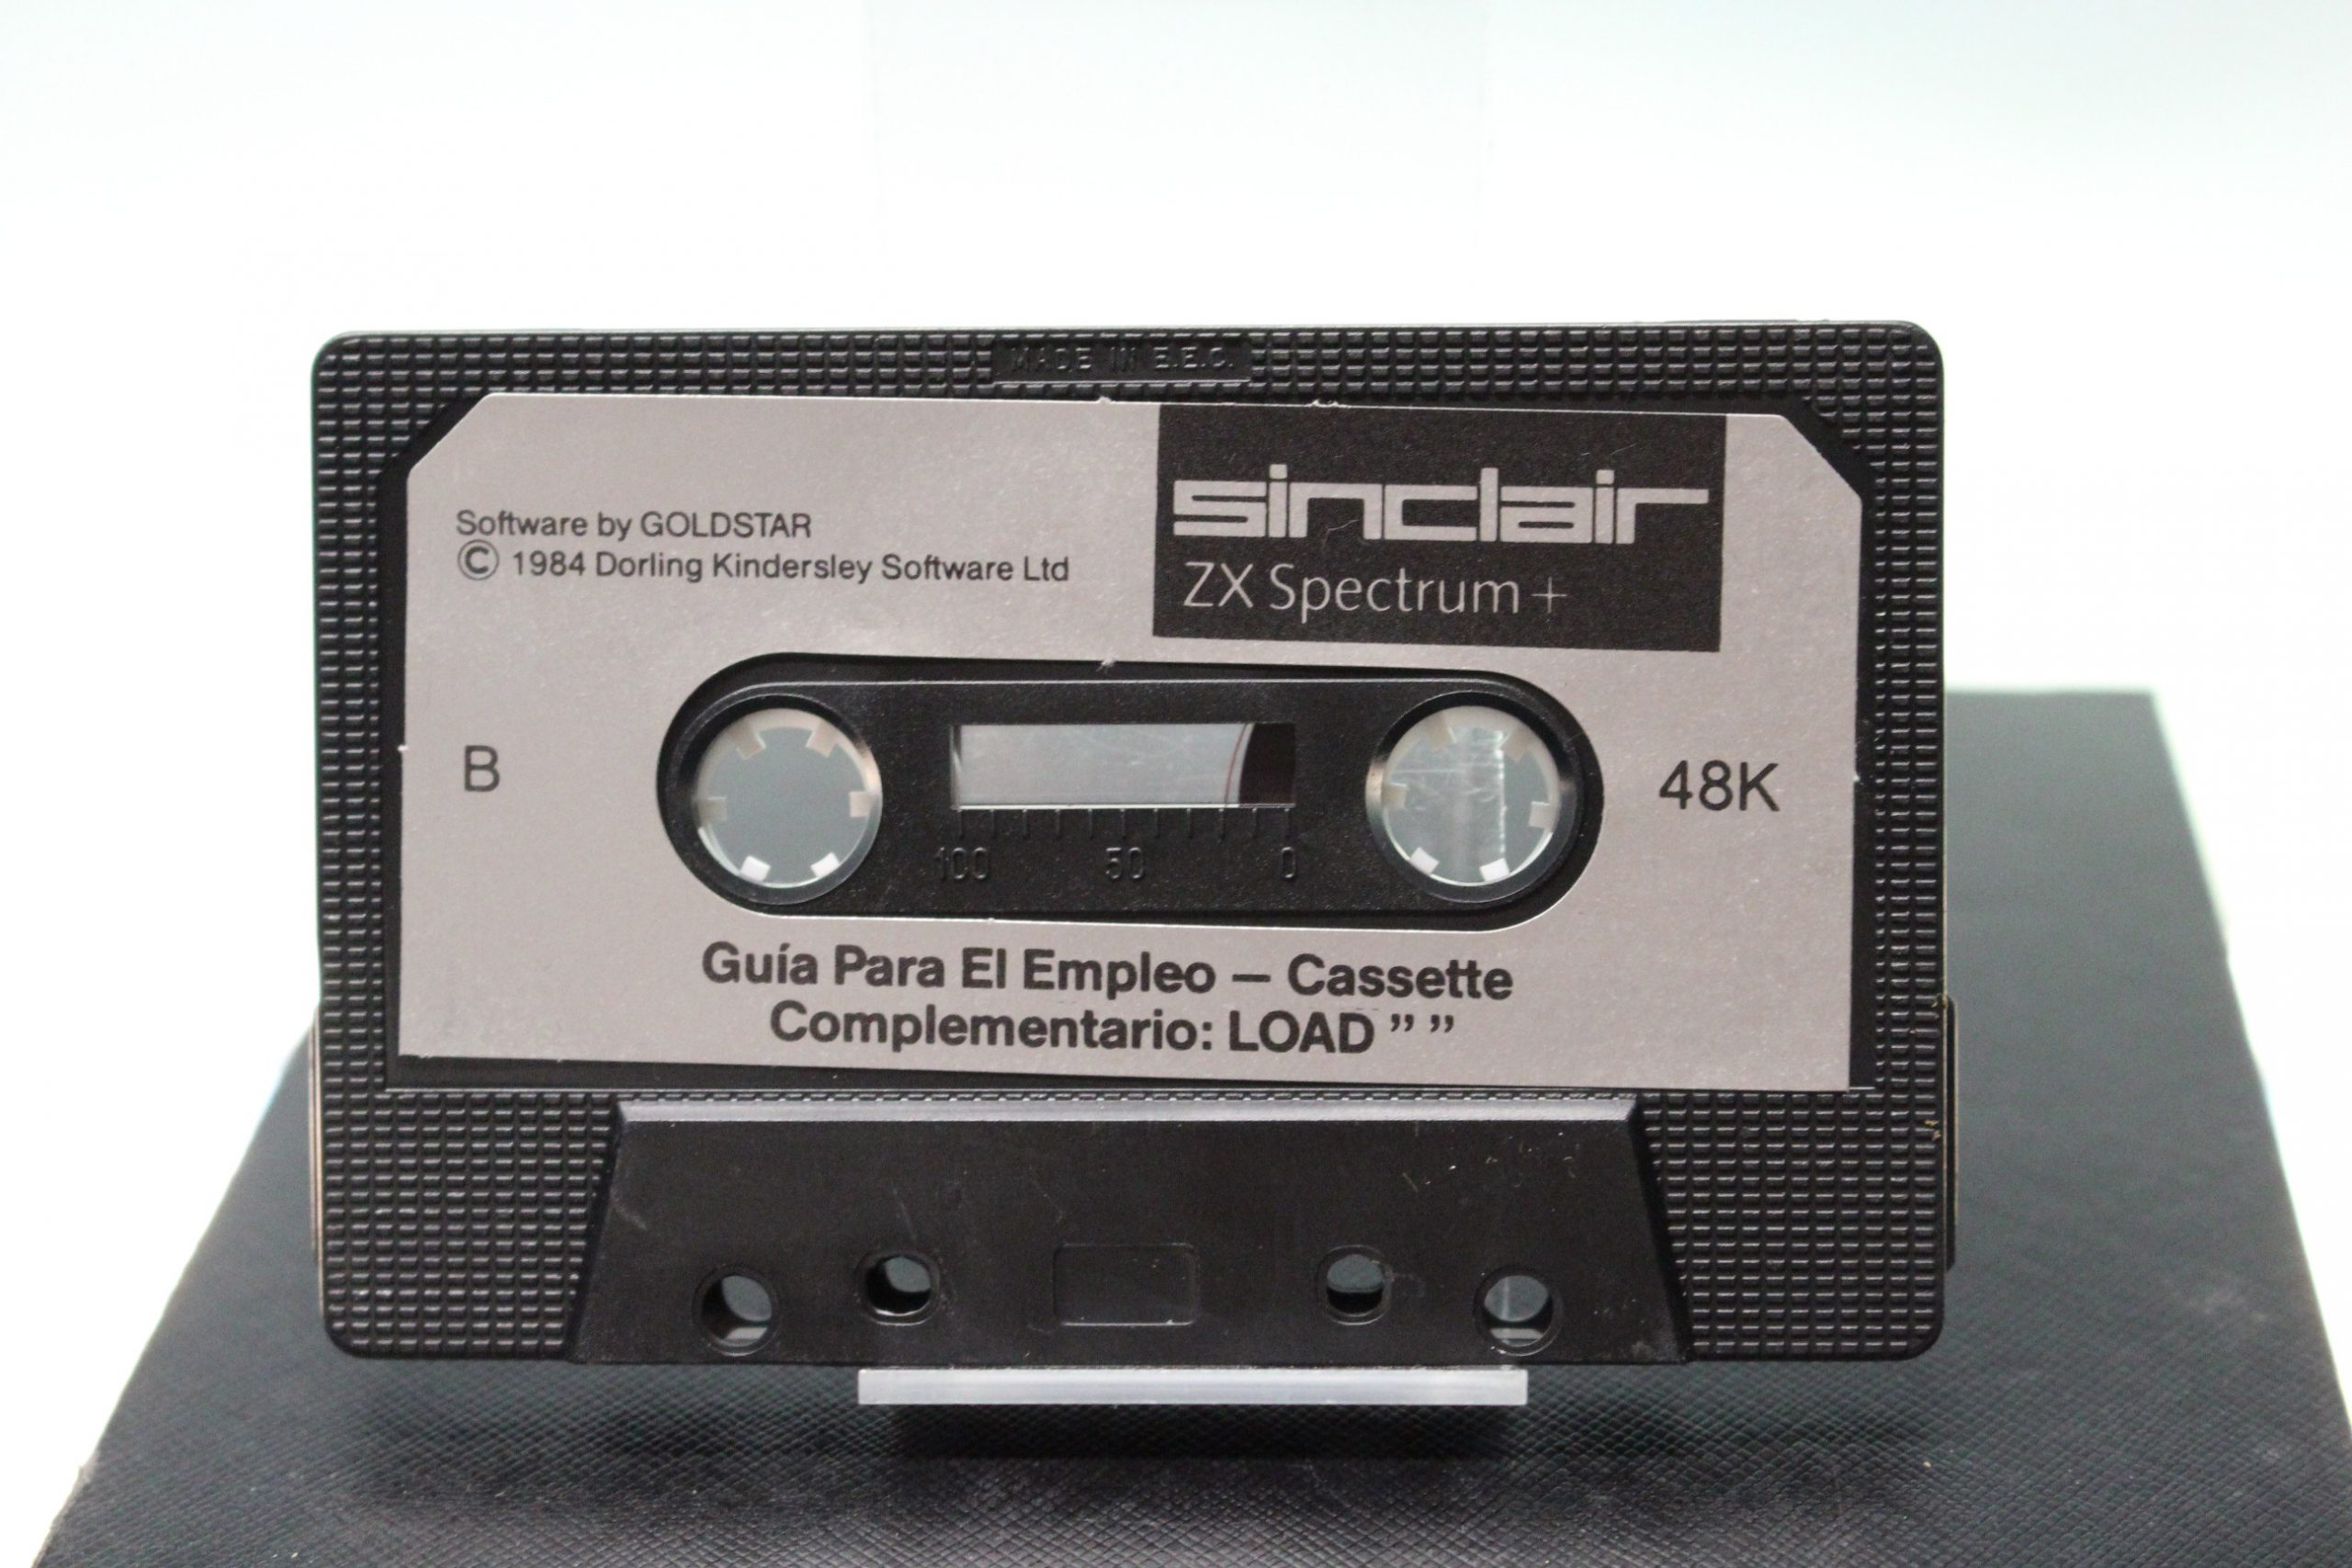 MADE IN E.E.C.
Software by GOLDSTAR
© 1984 Dorling Kindersley Software Ltd
sinclair
ZX Spectrum +
B
48K
100 50 0
Guía Para El Empleo – Cassette
Complementario: LOAD ” ”